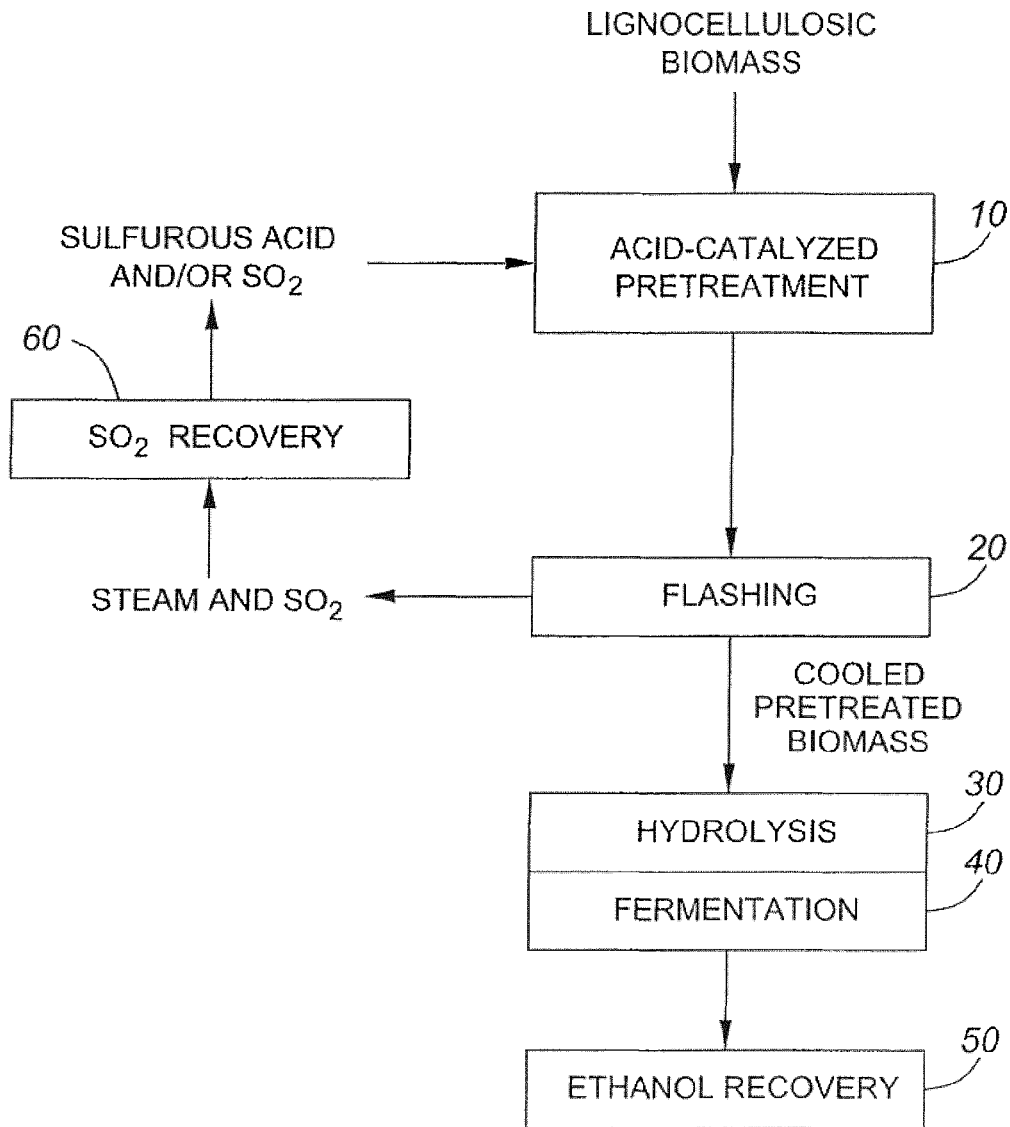 LIGNOCELLULOSIC
BIOMASS
10
ACID-CATALYZED
PRETREATMENT
SULFUROUS ACID
AND/OR SO₂
60
SO₂ RECOVERY
STEAM AND SO₂
20
FLASHING
COOLED
PRETREATED
BIOMASS
30
HYDROLYSIS
40
FERMENTATION
50
ETHANOL RECOVERY